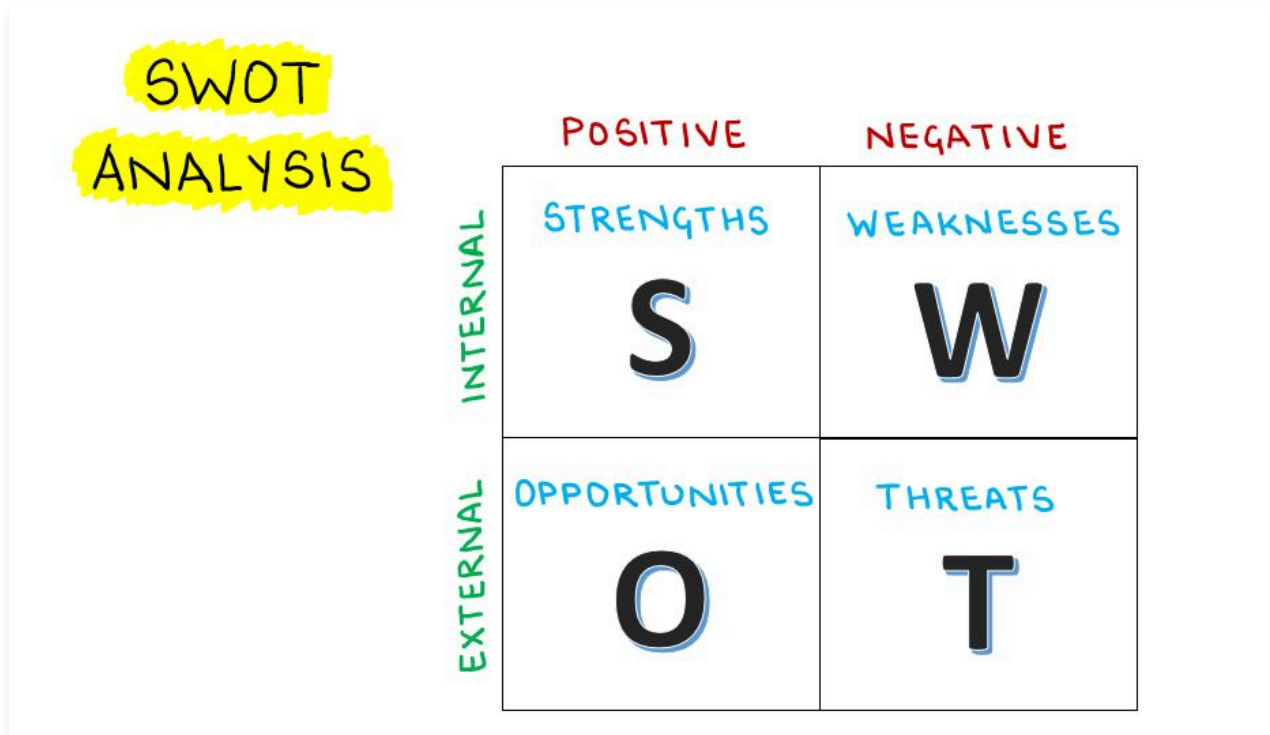 SWOT
ANALYSIS
POSITIVE NEGATIVE
INTERNAL
STRENGTHS WEAKNESSES
S W
EXTERNAL
OPPORTUNITIES THREATS
O T